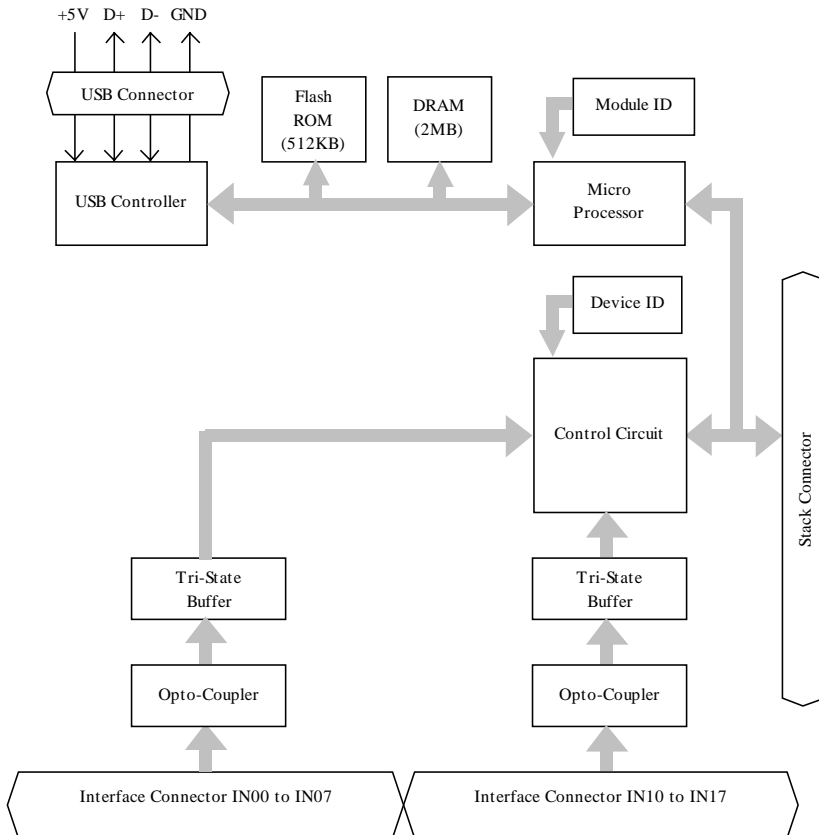 +5V D+ D- GND
USB Connector
Flash
ROM
(512KB)
DRAM
(2MB)
Module ID
USB Controller
Micro
Processor
Device ID
Control Circuit
Stack Connector
Tri-State
Buffer
Tri-State
Buffer
Opto-Coupler
Opto-Coupler
Interface Connector IN00 to IN07
Interface Connector IN10 to IN17